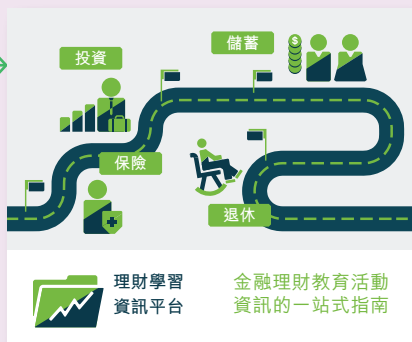 儲蓄
投資
$
保險
退休
理財學習
資訊平台
金融理財教育活動
資訊的一站式指南